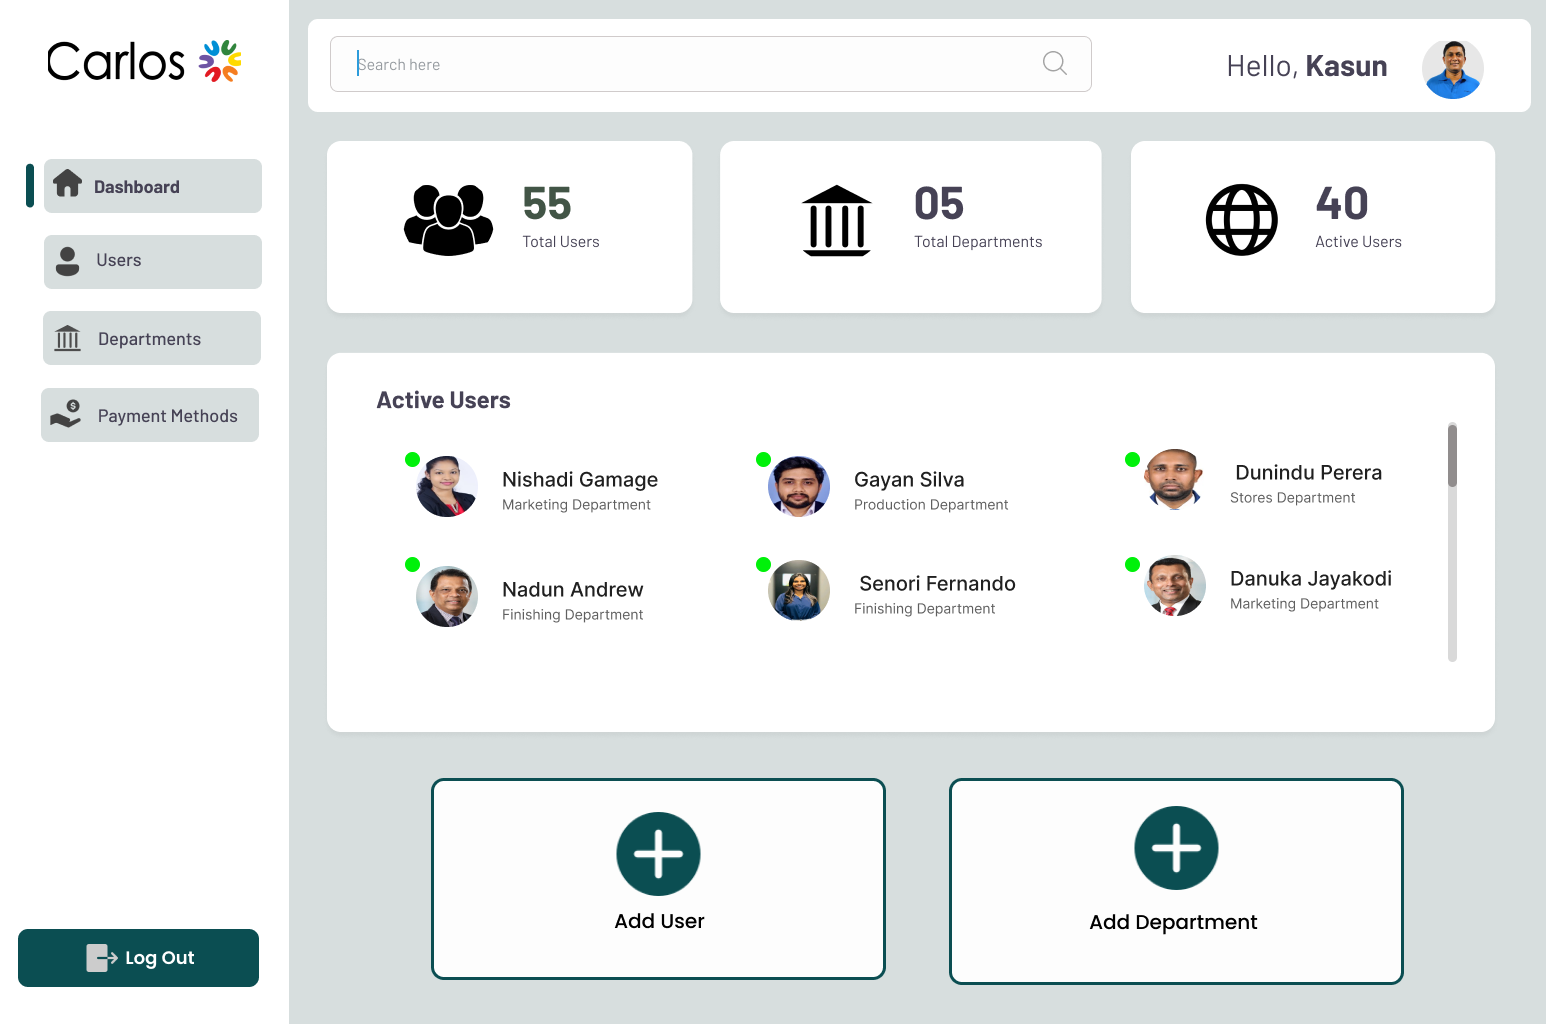 Carlos
Search here
Hello, Kasun
Dashboard
Users
Departments
Payment Methods
Log Out
55
Total Users
05
Total Departments
40
Active Users
Active Users
Nishadi Gamage
Marketing Department
Gayan Silva
Production Department
Dunindu Perera
Stores Department
Nadun Andrew
Finishing Department
Senori Fernando
Finishing Department
Danuka Jayakodi
Marketing Department
Add User
Add Department